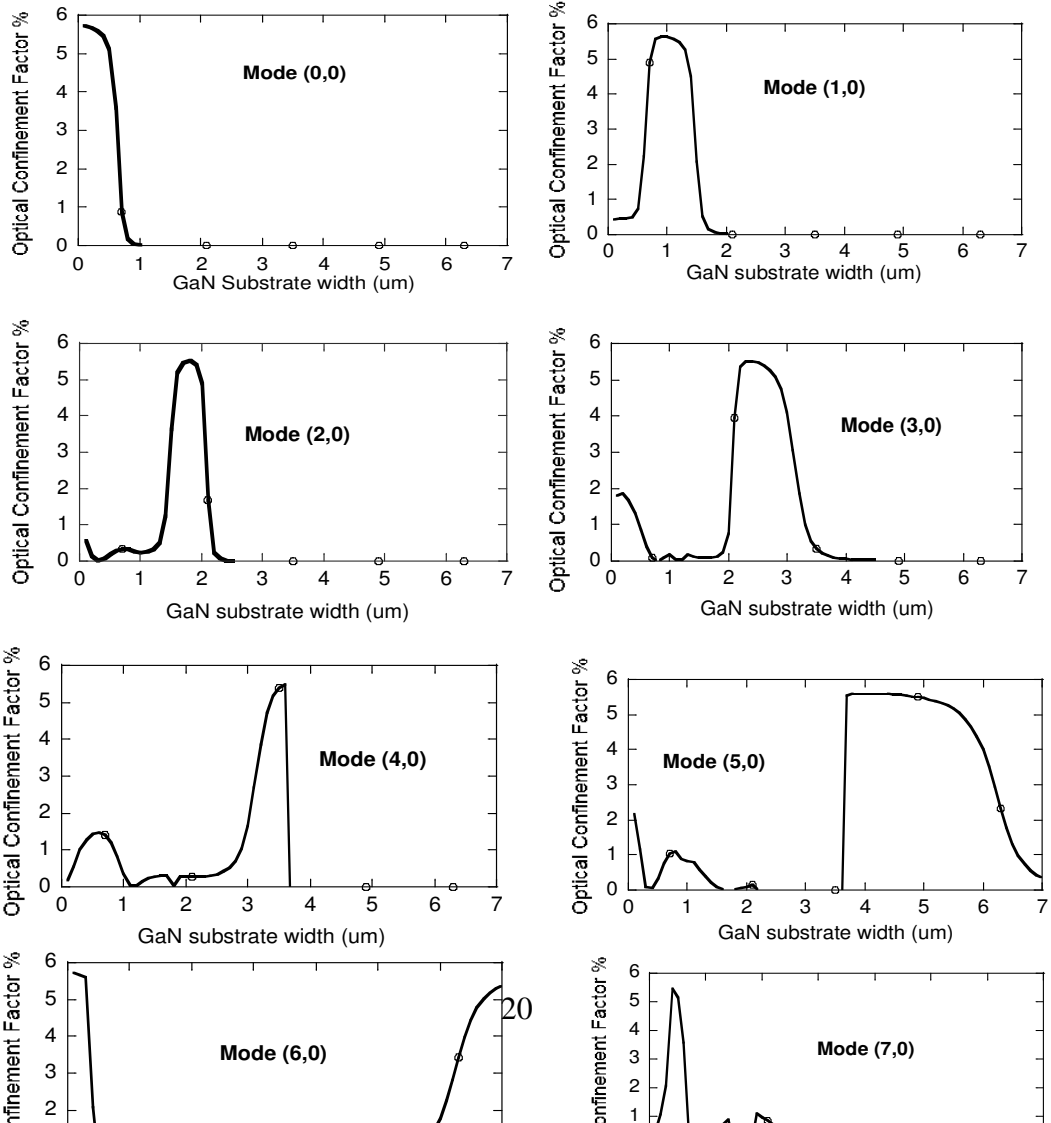 Optical Confinement Factor %
6
5
4
3
2
1
0
Mode (0,0)
0 1 2 3 4 5 6 7
GaN Substrate width (um)
Optical Confinement Factor %
6
5
4
3
2
1
0
Mode (1,0)
0 1 2 3 4 5 6 7
GaN substrate width (um)
Optical Confinement Factor %
6
5
4
3
2
1
0
Mode (2,0)
0 1 2 3 4 5 6 7
GaN substrate width (um)
Optical Confinement Factor %
6
5
4
3
2
1
0
Mode (3,0)
0 1 2 3 4 5 6 7
GaN substrate width (um)
Optical Confinement Factor %
6
5
4
3
2
1
0
Mode (4,0)
0 1 2 3 4 5 6 7
GaN substrate width (um)
Optical Confinement Factor %
6
5
4
3
2
1
0
Mode (5,0)
0 1 2 3 4 5 6 7
GaN substrate width (um)
nfinement Factor %
6
5
4
3
2
Mode (6,0)
20
onfinement Factor %
6
5
4
3
2
1
Mode (7,0)